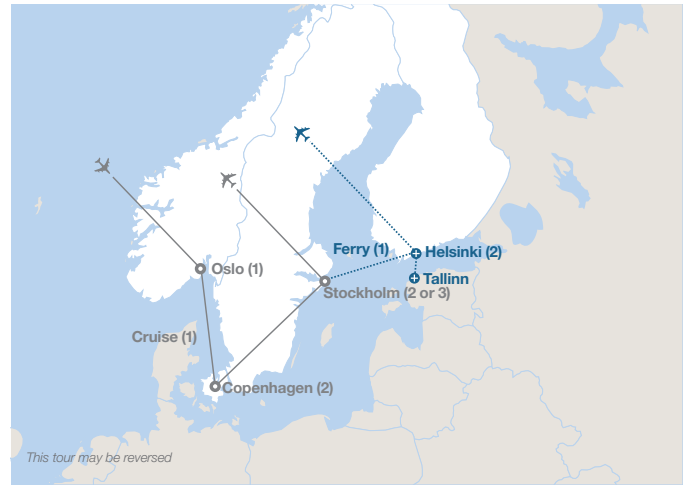 Ferry (1)
Helsinki (2)
Oslo (1)
Tallinn
Stockholm (2 or 3)
Cruise (1)
Copenhagen (2)
This tour may be reversed